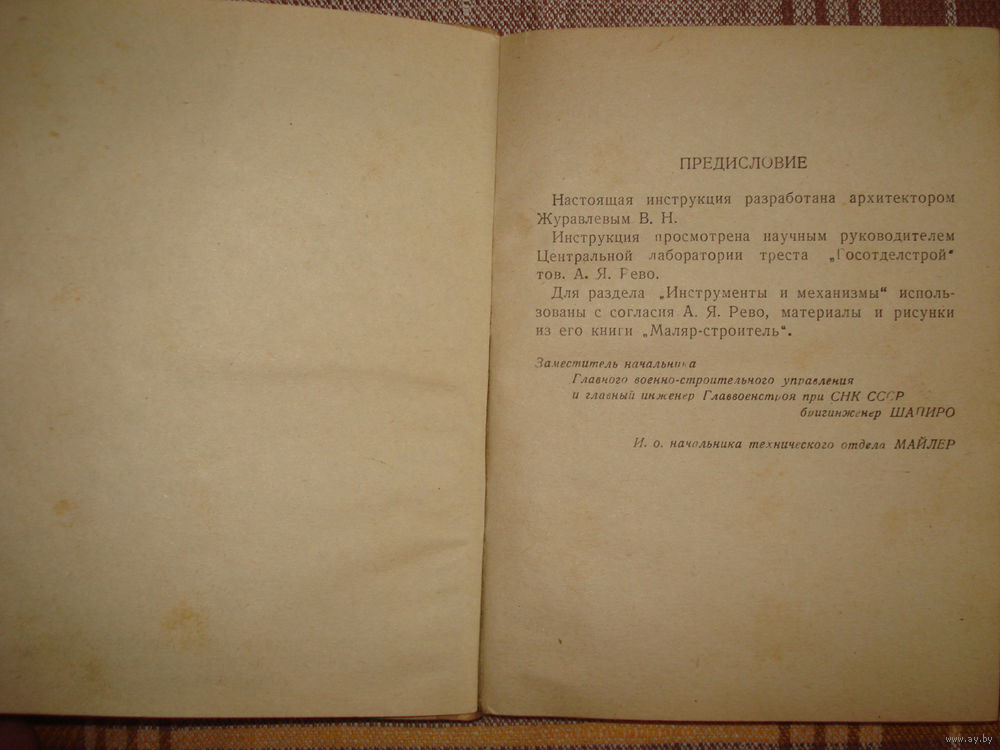 ПРЕДИСЛОВИЕ
Настоящая инструкция разработана архитектором
Журавлевым В. Н.
Инструкция просмотрена научным руководителем
Центральной лаборатории треста „Госотделстрой“
тов. А. Я. Рево.
Для раздела „Инструменты и механизмы“ исполь-
зованы с согласия А. Я. Рево, материалы и рисунки
из его книги „Маляр-строитель“.
Заместитель начальника
Главного военно-строительного управления
и главный инженер Главвоенстроя при СНК СССР
бригинженер ШАПИРО
И. о. начальника технического отдела МАЙЛЕР
www.ay.by